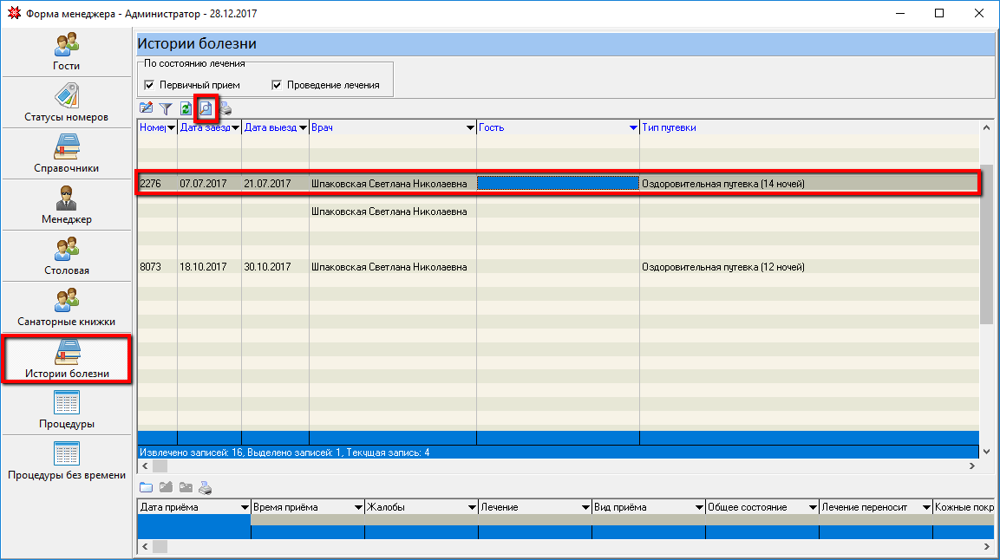 Форма менеджера - Администратор - 28.12.2017
Гости
Статусы номеров
Справочники
Менеджер
Столовая
Санаторные книжки
Истории болезни
Процедуры
Процедуры без времени
Истории болезни
По состоянию лечения
Первичный прием Проведение лечения
Номер Дата заезд Дата выезд Врач Гость Тип путевки
2276 07.07.2017 21.07.2017 Шпаковская Светлана Николаевна Оздоровительная путевка (14 ночей)
Шпаковская Светлана Николаевна
8073 18.10.2017 30.10.2017 Шпаковская Светлана Николаевна Оздоровительная путевка (12 ночей)
Извлечено записей: 16, Выделено записей: 1, Текущая запись: 4
Дата приёма Время приёма Жалобы Лечение Вид приёма Общее состояние Лечение переносит Кожные покр